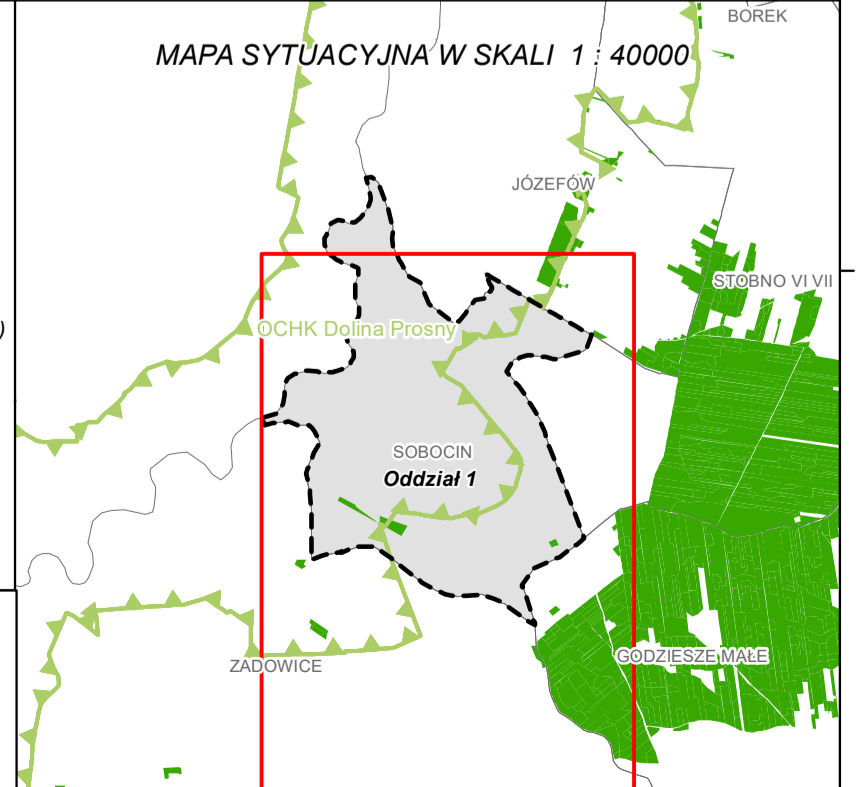 BOREK
MAPA SYTUACYJNA W SKALI 1 : 40000
JÓZEFÓW
STOBNO VI VII
)
OCHK Dolina Prosny
SOBOCIN
Oddział 1
GODZIESZE MAŁE
ZADOWICE